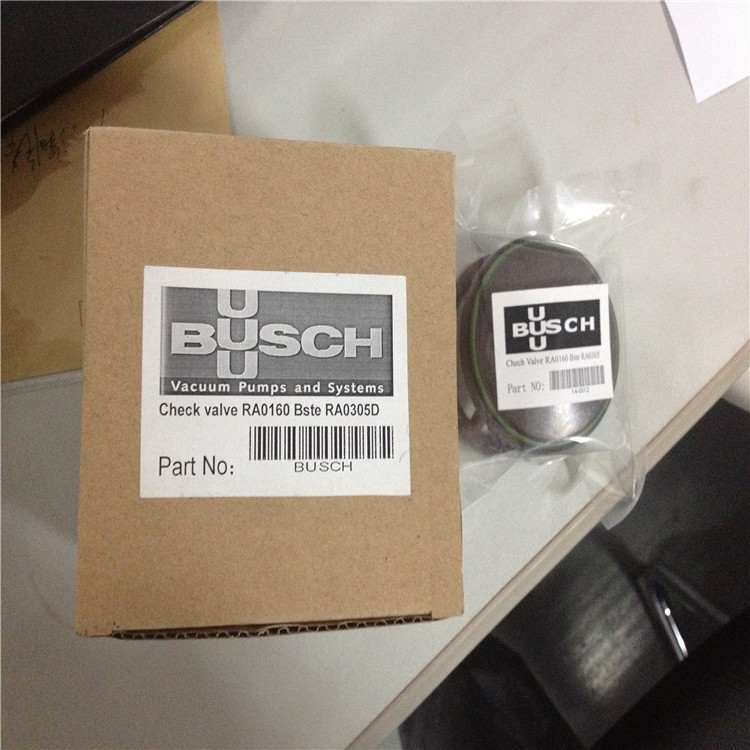 U
BUSCH
U
Vacuum Pumps and Systems
Check valve RA0160 Bste RA0305D
Part No:
BUSCH
U
BUSCH
U
Chech Valve RA0160 Bste RA0305
Part NO: